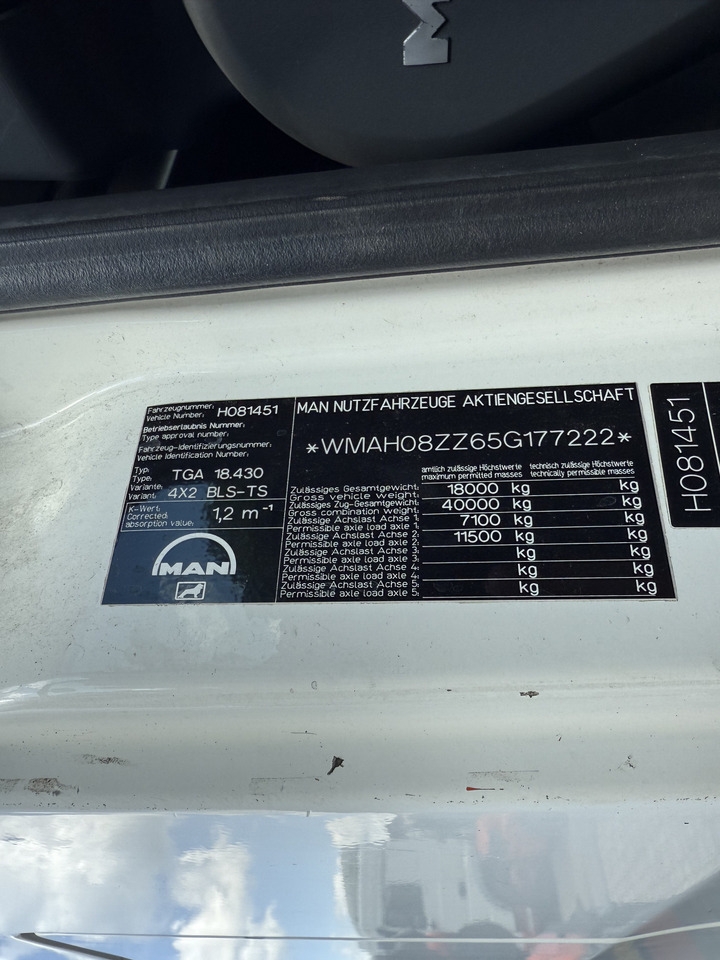 MAN
Fahrzeugnummer:
Vehicle Number: H081451
Betriebserlaubnis Nummer:
Type approval number:
Fahrzeug-Identifizierungsnummer:
Vehicle Identification Number:
Typ:
Type: TGA 18.430
Variante:
Variant: 4X2 BLS-TS
K-Wert:
Corrected
absorption value: 1,2 m⁻¹
MAN
MAN NUTZFAHRZEUGE AKTIENGESELLSCHAFT
*WMAH08ZZ65G177222*
amtlich zulässige Höchstwerte technisch zulässige Höchstwerte
maximum permitted masses technically permissible masses
Zulässiges Gesamtgewicht:
Gross vehicle weight: 18000 kg kg
Zulässiges Zug-Gesamtgewicht:
Gross combination weight: 40000 kg kg
Zulässige Achslast Achse 1:
Permissible axle load axle 1: 7100 kg kg
Zulässige Achslast Achse 2:
Permissible axle load axle 2: 11500 kg kg
Zulässige Achslast Achse 3:
Permissible axle load axle 3: kg kg
Zulässige Achslast Achse 4:
Permissible axle load axle 4: kg kg
Zulässige Achslast Achse 5:
Permissible axle load axle 5: kg kg
H081451